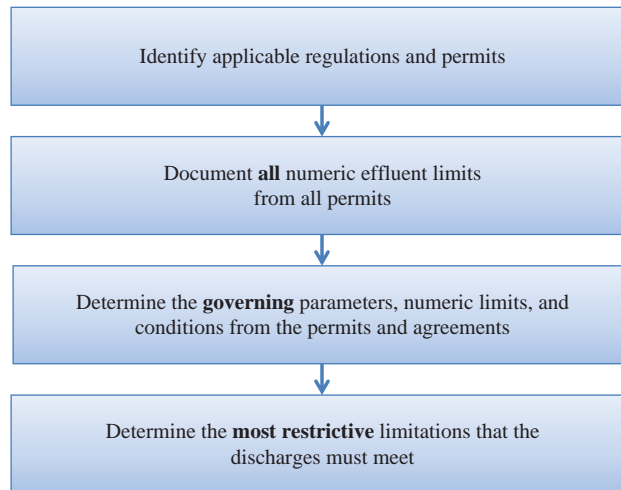 Identify applicable regulations and permits
Document all numeric effluent limits
from all permits
Determine the governing parameters, numeric limits, and
conditions from the permits and agreements
Determine the most restrictive limitations that the
discharges must meet